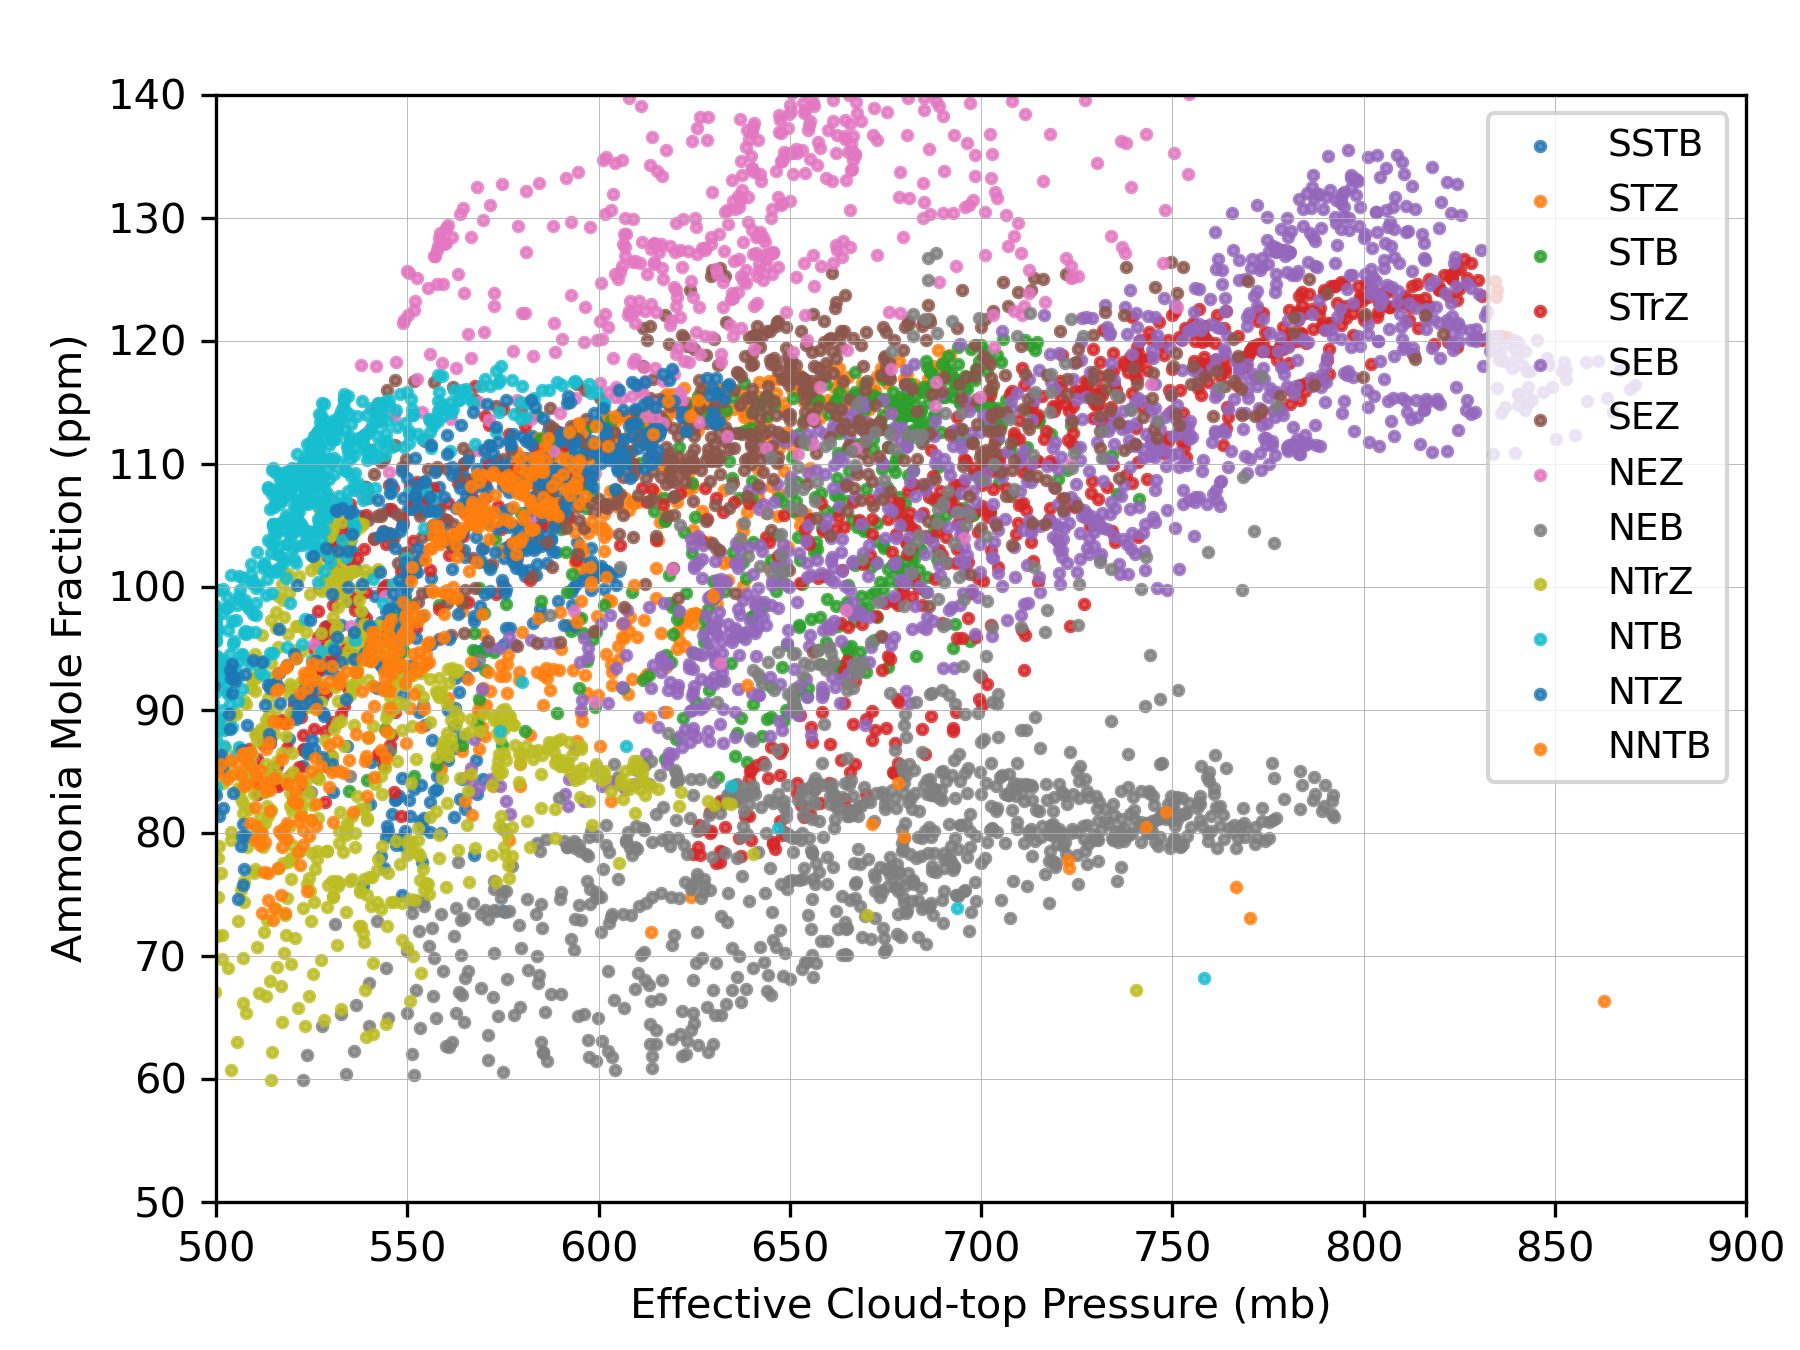 140
130
120
110
100
90
80
70
60
50
Ammonia Mole Fraction (ppm)
SSTB
STZ
STB
STrZ
SEB
SEZ
NEZ
NEB
NTrZ
NTB
NTZ
NNTB
500 550 600 650 700 750 800 850 900
Effective Cloud-top Pressure (mb)